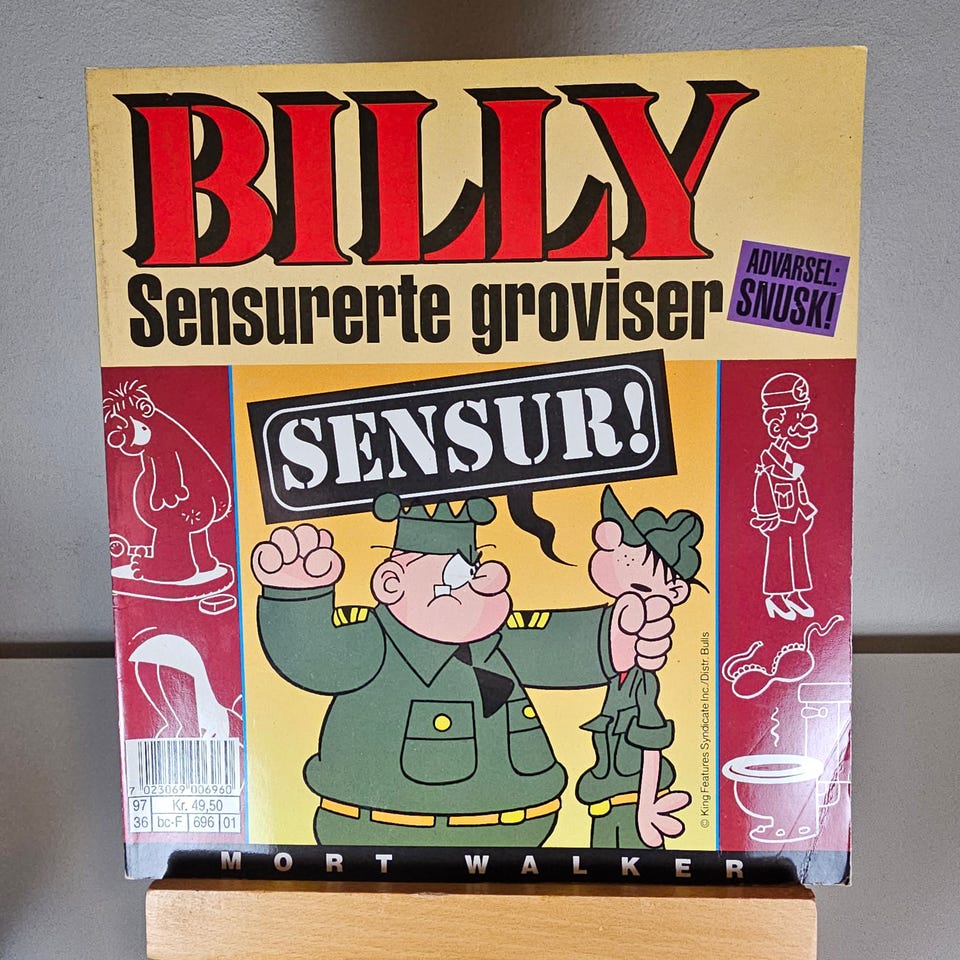 BILLY
Sensurerte groviser
ADVARSEL:
SNUSK!
SENSUR!
© King Features Syndicate Inc./Distr. Bulls
7 023069 006960
97 Kr. 49,50
36 bc-F 696 01
MORT WALKER